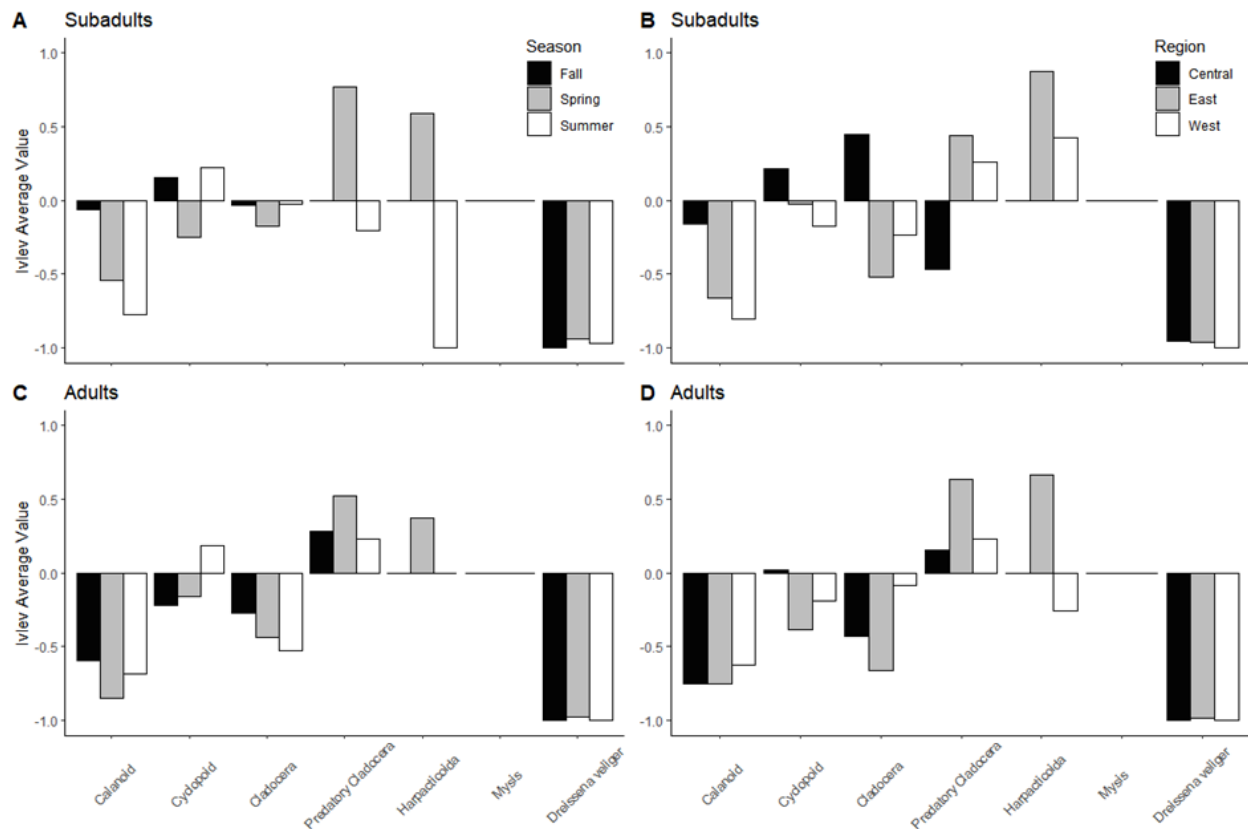 A Subadults
Season
Fall
Spring
Summer
1.0
0.5
0.0
-0.5
-1.0
Ivlev Average Value
B Subadults
Region
Central
East
West
1.0
0.5
0.0
-0.5
-1.0
C Adults
1.0
0.5
0.0
-0.5
-1.0
Ivlev Average Value
Calanoid
Cyclopoid
Cladocera
Predatory Cladocera
Harpacticoida
Mysis
Dreissena veliger
D Adults
1.0
0.5
0.0
-0.5
-1.0
Calanoid
Cyclopoid
Cladocera
Predatory Cladocera
Harpacticoida
Mysis
Dreissena veliger